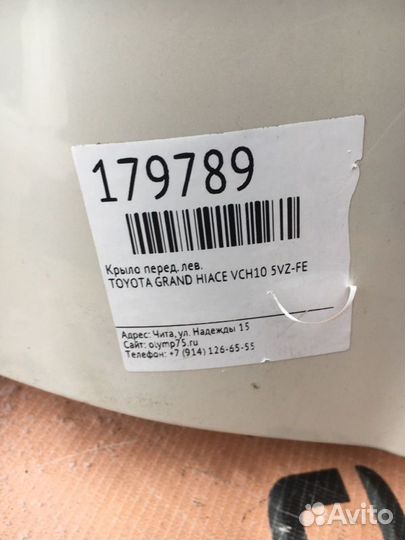 179789
Крыло перед. лев.
TOYOTA GRAND HIACE VCH10 5VZ-FE
Адрес: Чита, ул. Надежды 15
Сайт: olymp75.ru
Телефон: +7 (914) 126-65-55
Avito